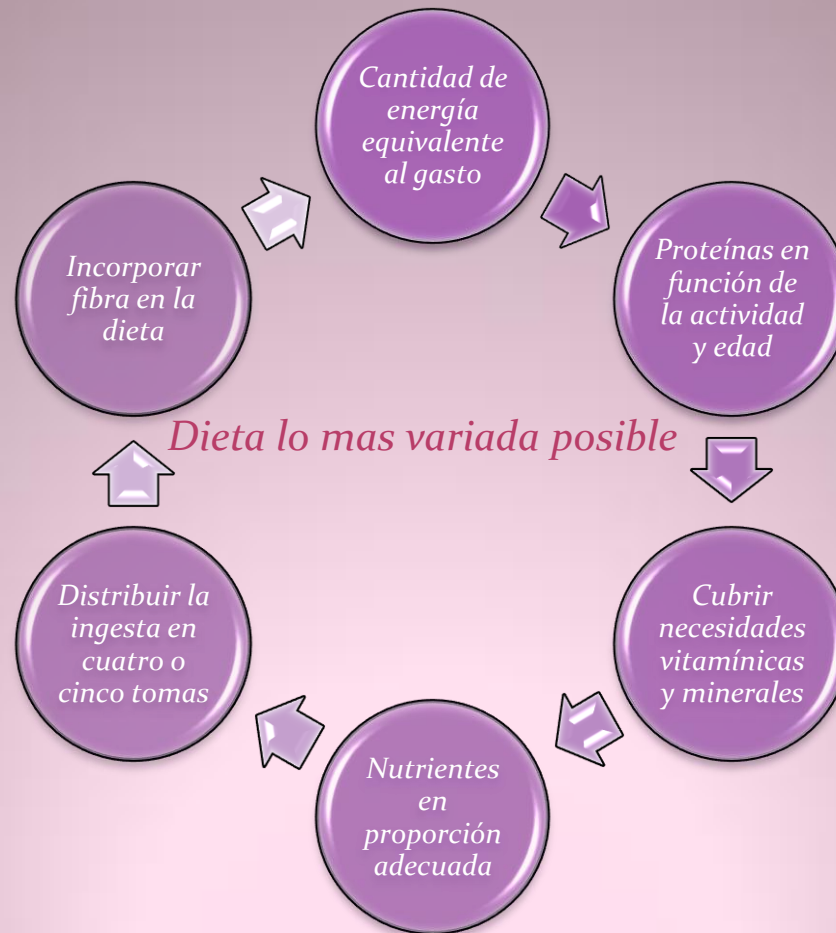 Cantidad de
energía
equivalente
al gasto
Proteínas en
función de
la actividad
y edad
Cubrir
necesidades
vitamínicas
y minerales
Nutrientes
en
proporción
adecuada
Distribuir la
ingesta en
cuatro o
cinco tomas
Incorporar
fibra en la
dieta
Dieta lo mas variada posible